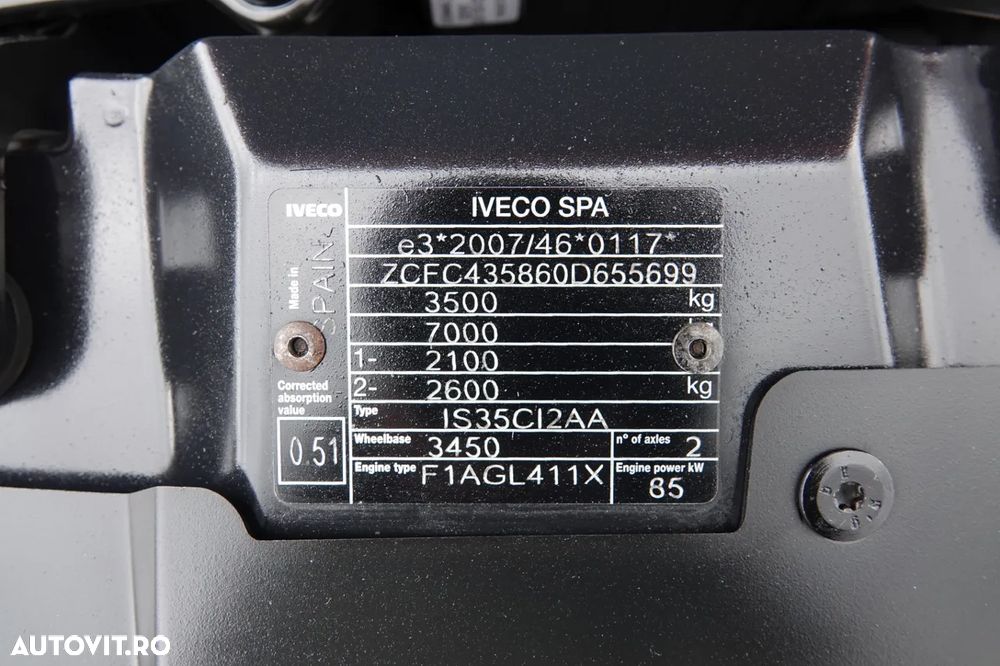 IVECO
IVECO SPA
e3*2007/46*0117*
ZCFC435860D655699
Made in
SPAIN
3500 kg
7000
1- 2100
2- 2600 kg
Corrected
absorption
value
0.51
Type IS35CI2AA
Wheelbase 3450
n° of axles 2
Engine type F1AGL411X
Engine power kW
85
AUTOVIT.RO